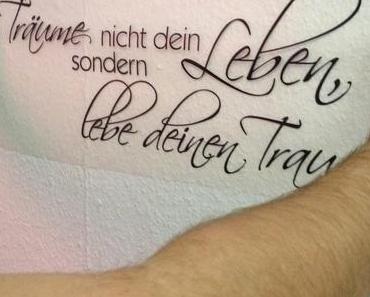 Träume nicht dein
sondern Leben,
lebe deinen Trau